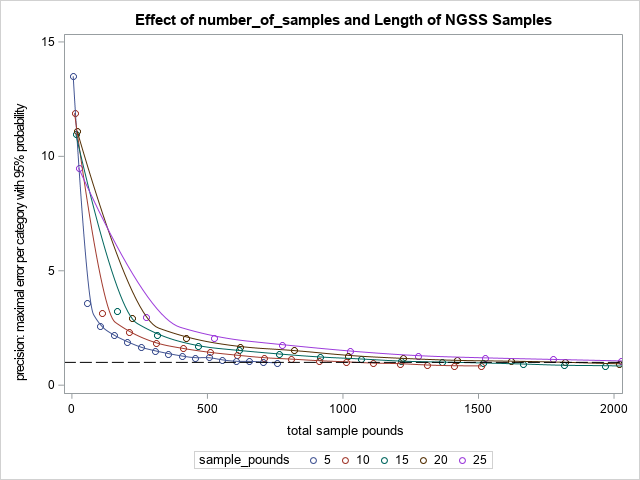 Effect of number_of_samples and Length of NGSS Samples
precision: maximal error per category with 95% probability
15
10
5
0
0 500 1000 1500 2000
total sample pounds
sample_pounds 5 10 15 20 25